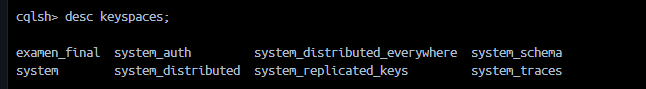 cqlsh> desc keyspaces;
examen_final  system_auth         system_distributed_everywhere  system_schema
system        system_distributed  system_replicated_keys         system_traces